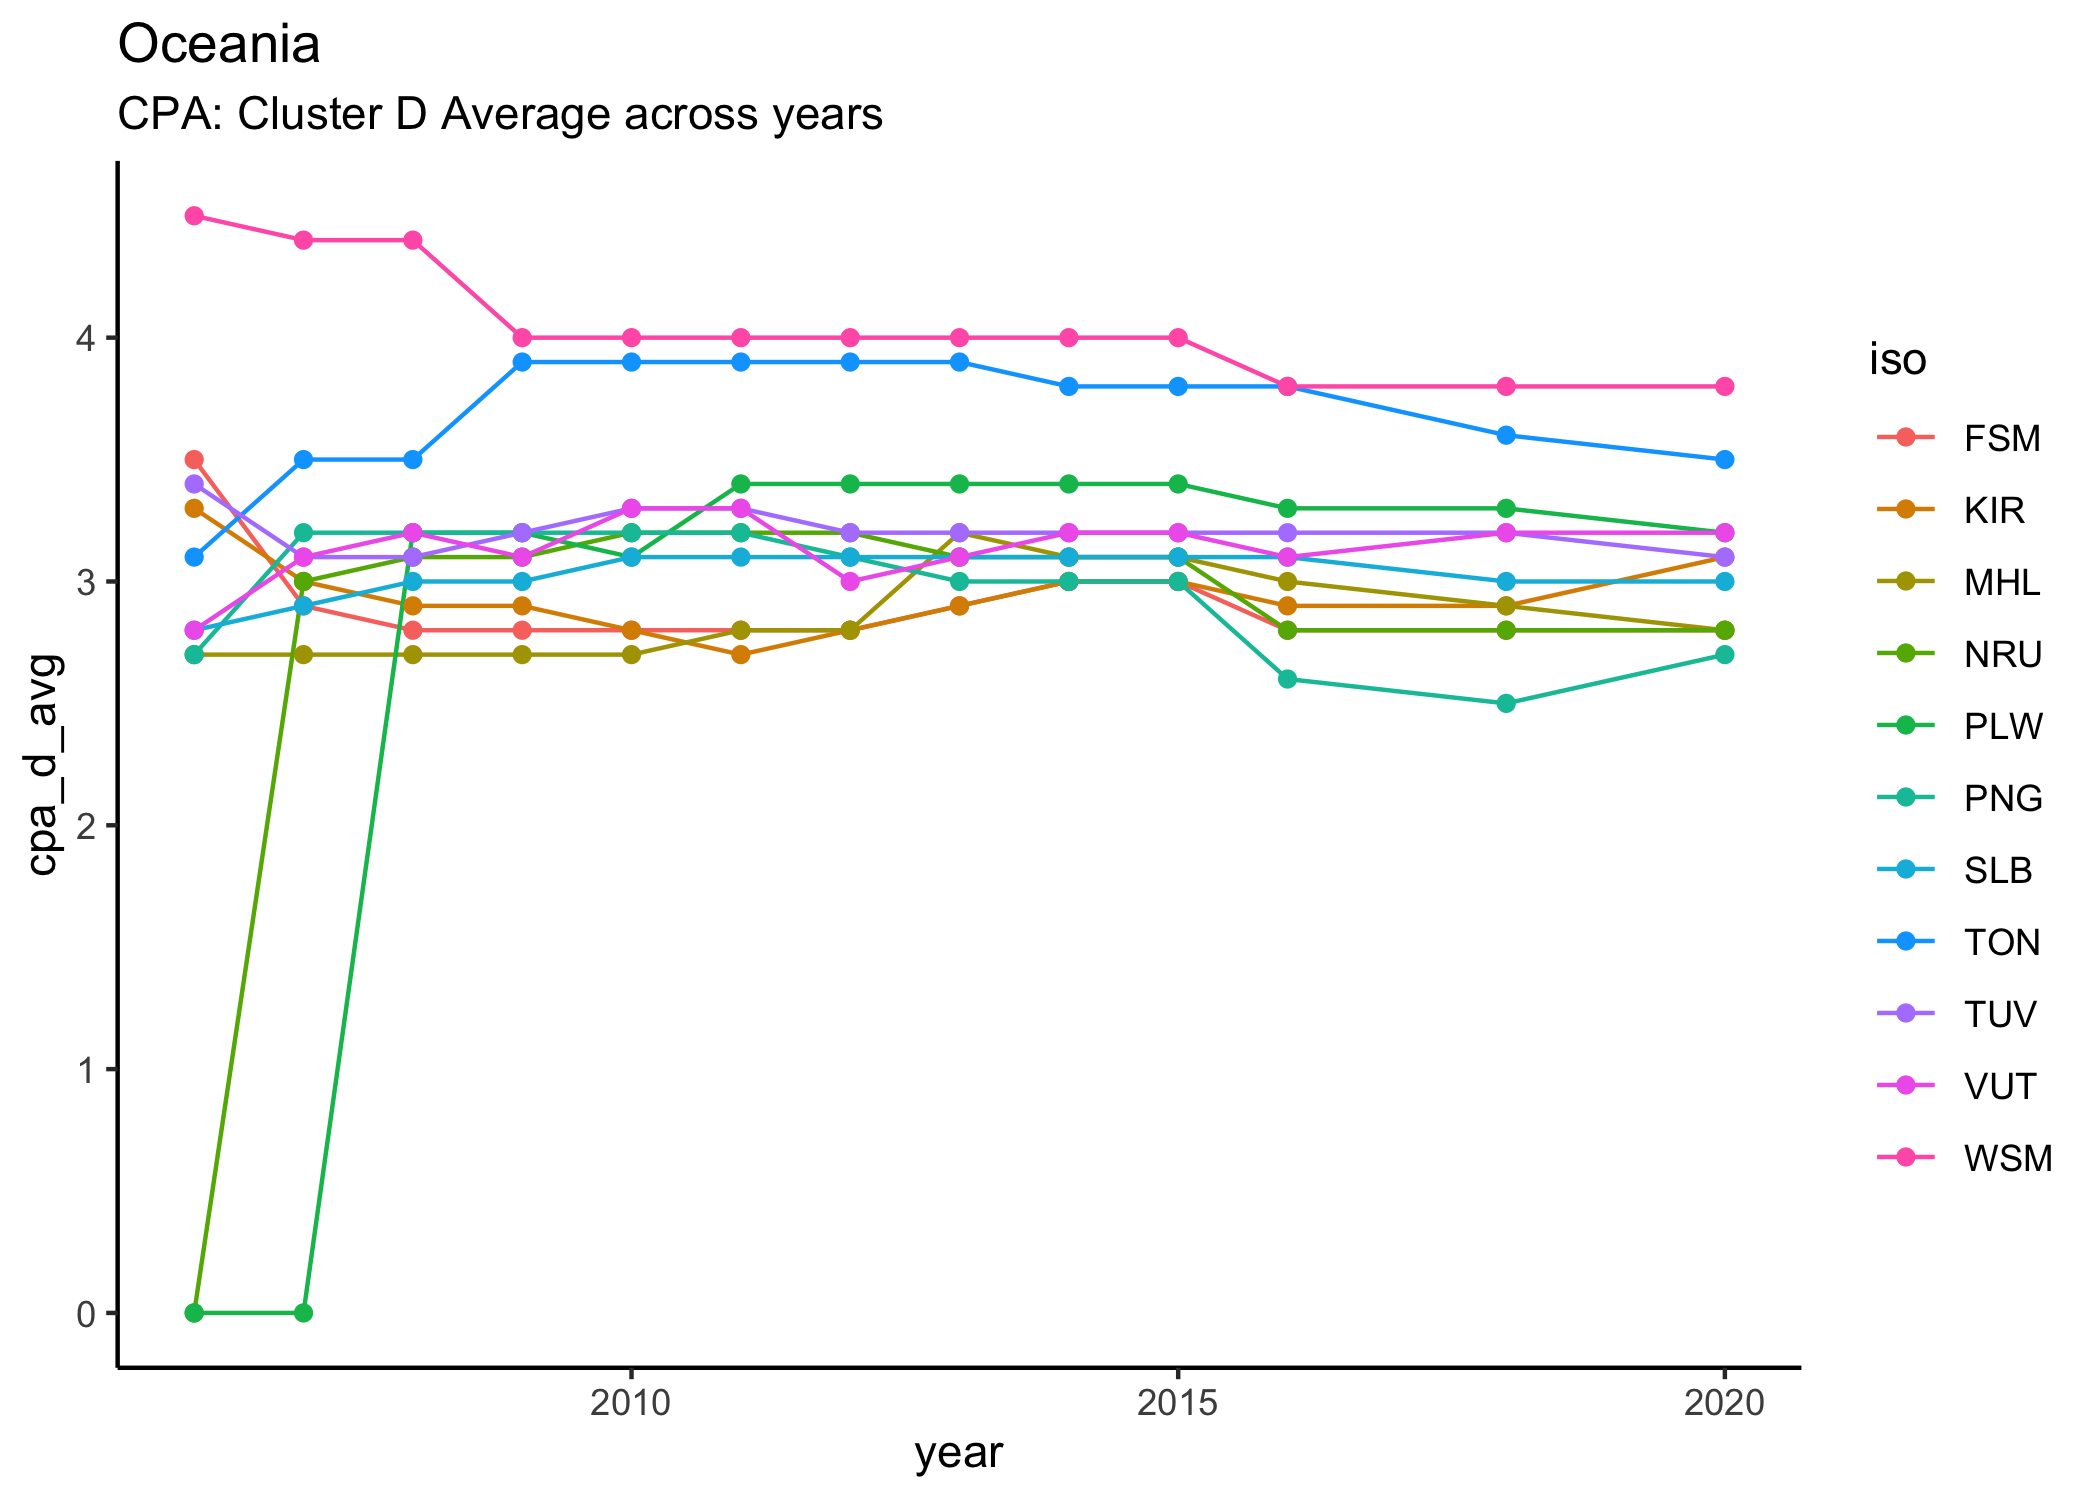 Oceania
CPA: Cluster D Average across years
cpa_d_avg
4
3
2
1
0
2010
2015
2020
year
iso
FSM
KIR
MHL
NRU
PLW
PNG
SLB
TON
TUV
VUT
WSM